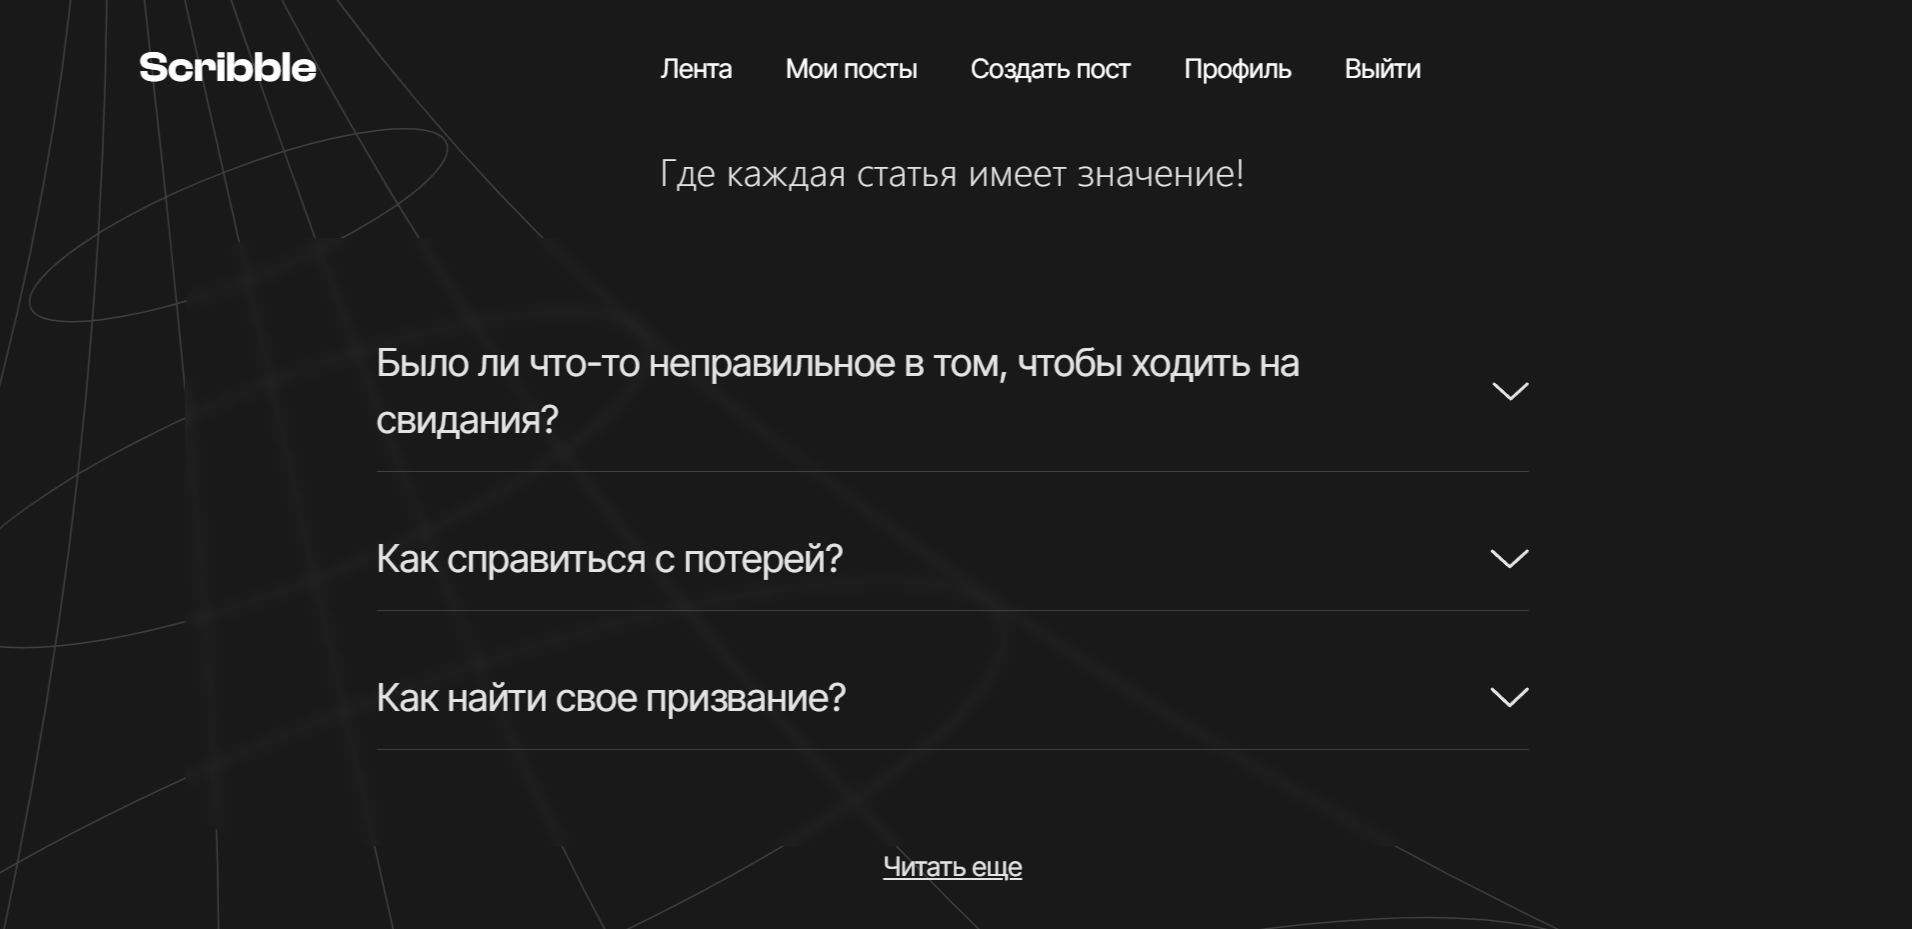 Scribble
Лента
Мои посты
Создать пост
Профиль
Выйти
Где каждая статья имеет значение!
Было ли что-то неправильное в том, чтобы ходить на
свидания?
Как справиться с потерей?
Как найти свое призвание?
Читать еще